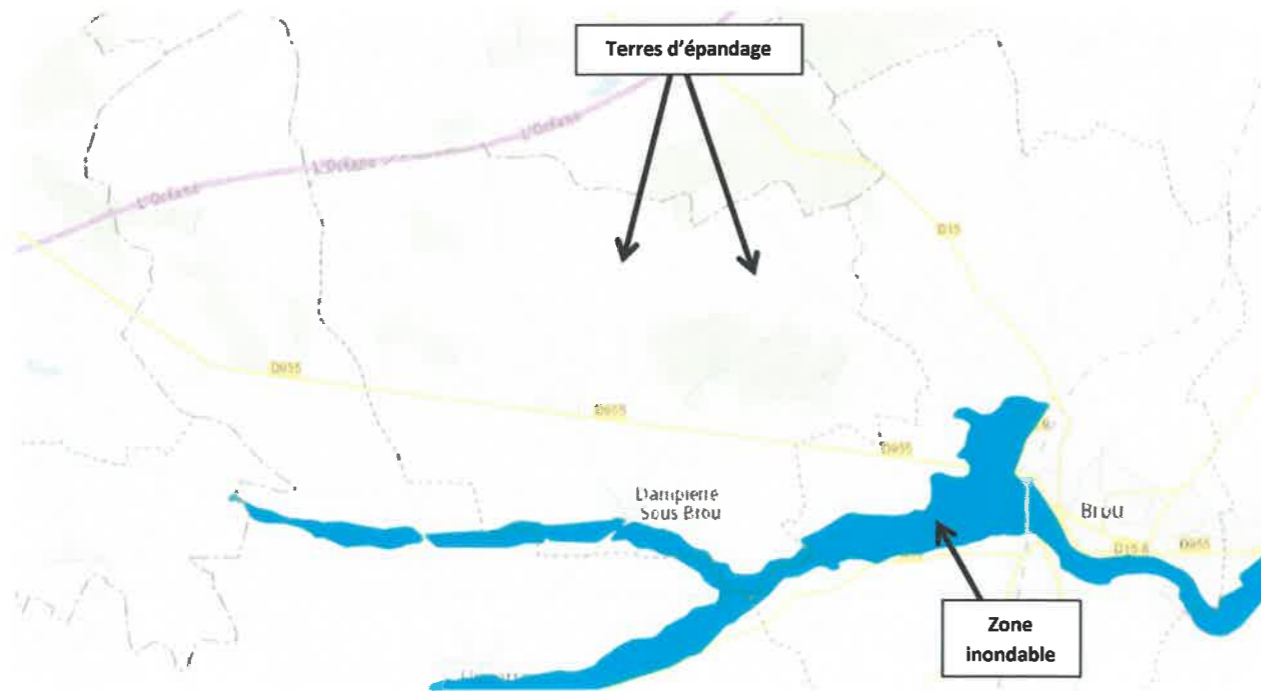 Terres d'épandage
L'Océane
L'Océane
L'Océane
D15
D955
D955
D955
Dampierre
Sous Brou
Brou
D15.6
D955
Zone
inondable